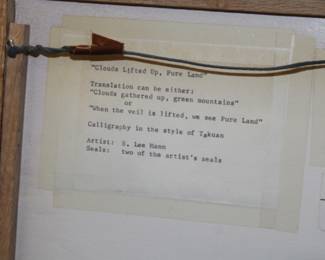 "Clouds Lifted Up, Pure Land"
Translation can be either:
"Clouds gathered up, green mountains"
or
"When the veil is lifted, we see Pure Land"
Calligraphy in the style of Takuan
Artist: S. Lee Mann
Seals: two of the artist's seals